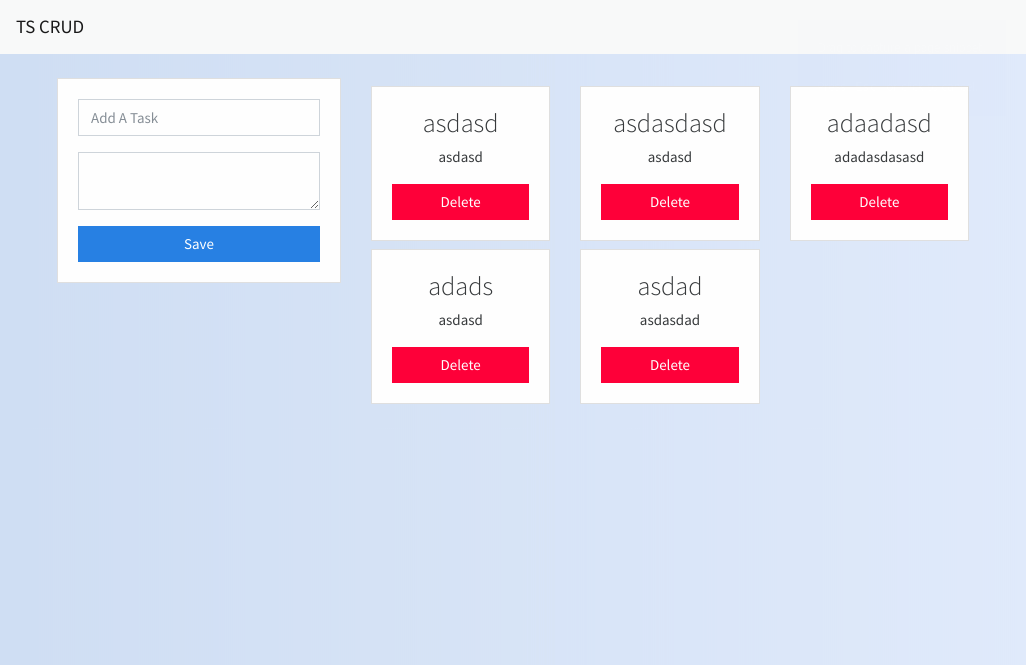 TS CRUD
Add A Task
Save
asdasd
asdasd
Delete
asdasdasd
asdasd
Delete
adaadasd
adadasdasasd
Delete
adads
asdasd
Delete
asdad
asdasdad
Delete